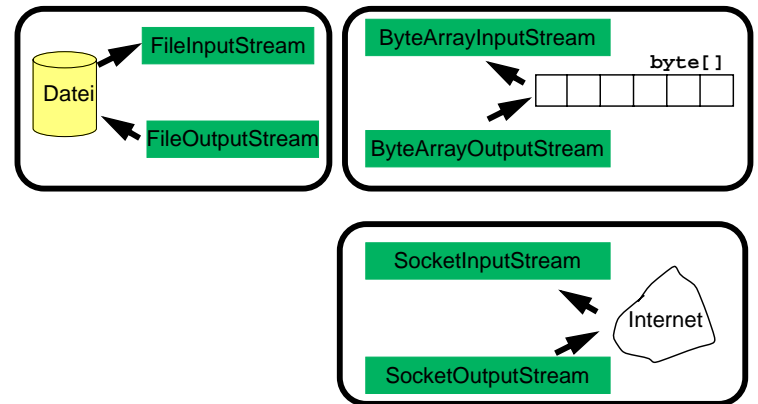 FileInputStream
Datei
FileOutputStream
ByteArrayInputStream
byte[]
ByteArrayOutputStream
SocketInputStream
Internet
SocketOutputStream